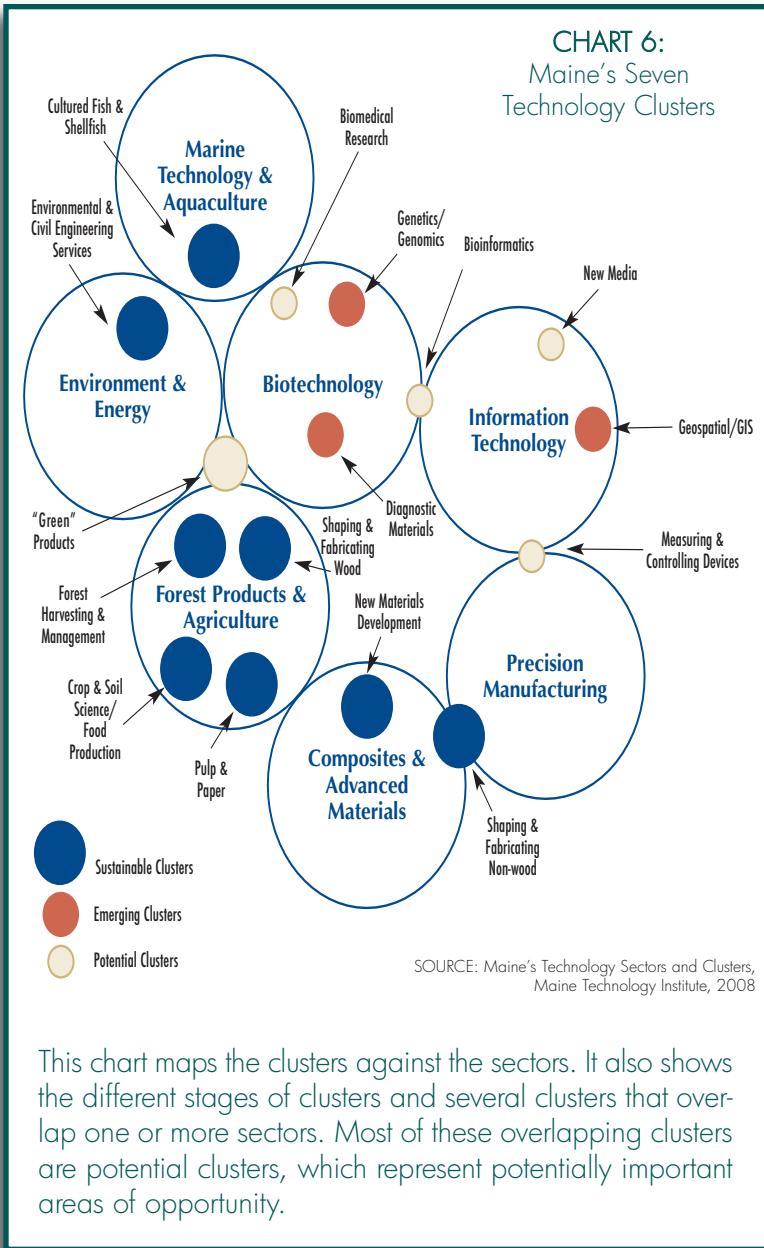 CHART 6:
Maine’s Seven
Technology Clusters
Cultured Fish &
Shellfish
Marine
Technology &
Aquaculture
Biomedical
Research
Environmental &
Civil Engineering
Services
Genetics/
Genomics
Bioinformatics
New Media
Environment &
Energy
Biotechnology
Information
Technology
Geospatial/GIS
“Green”
Products
Diagnostic
Materials
Shaping &
Fabricating
Wood
Measuring &
Controlling Devices
Forest
Harvesting &
Management
Forest Products &
Agriculture
New Materials
Development
Precision
Manufacturing
Crop & Soil
Science/
Food
Production
Pulp &
Paper
Composites &
Advanced
Materials
Shaping &
Fabricating
Non-wood
Sustainable Clusters
Emerging Clusters
Potential Clusters
SOURCE: Maine’s Technology Sectors and Clusters,
Maine Technology Institute, 2008
This chart maps the clusters against the sectors. It also shows
the different stages of clusters and several clusters that over-
lap one or more sectors. Most of these overlapping clusters
are potential clusters, which represent potentially important
areas of opportunity.